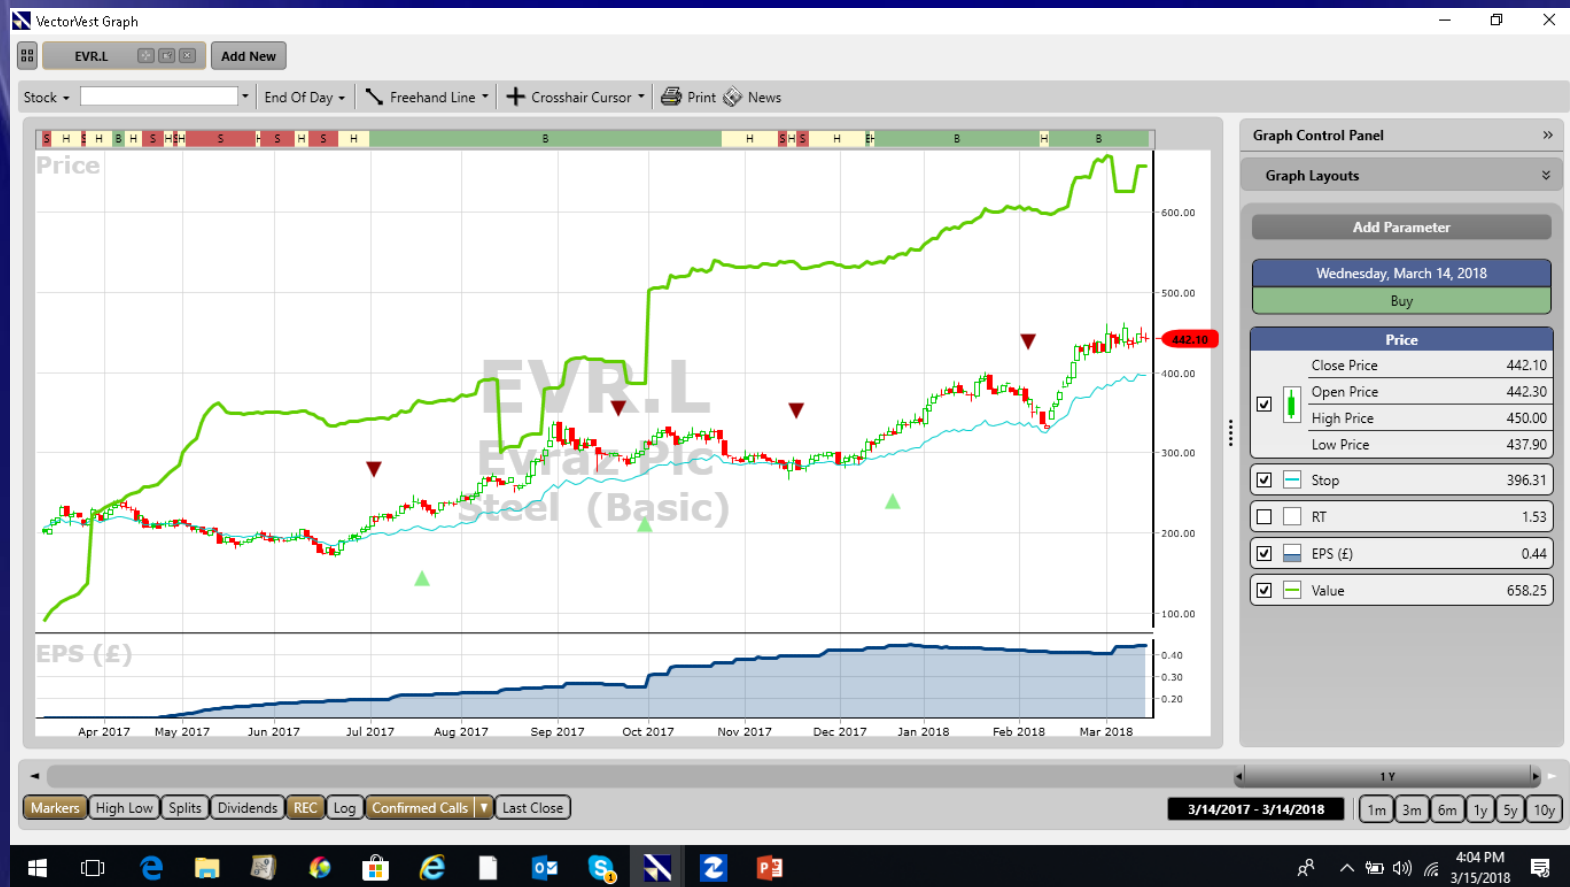 VectorVest Graph
EVR.L
Add New
Stock
End Of Day
Freehand Line
Crosshair Cursor
Print
News
S H S H B H S H S H S H S H S H B H S H S H H B H B
Price
600.00
500.00
442.10
400.00
300.00
200.00
100.00
EVR.L
Evraz Plc
Steel (Basic)
EPS (£)
0.40
0.30
0.20
Apr 2017 May 2017 Jun 2017 Jul 2017 Aug 2017 Sep 2017 Oct 2017 Nov 2017 Dec 2017 Jan 2018 Feb 2018 Mar 2018
Graph Control Panel
Graph Layouts
Add Parameter
Wednesday, March 14, 2018
Buy
Price
Close Price 442.10
Open Price 442.30
High Price 450.00
Low Price 437.90
Stop 396.31
RT 1.53
EPS (£) 0.44
Value 658.25
1 Y
Markers High Low Splits Dividends REC Log Confirmed Calls Last Close
3/14/2017 - 3/14/2018
1m 3m 6m 1y 5y 10y
4:04 PM
3/15/2018